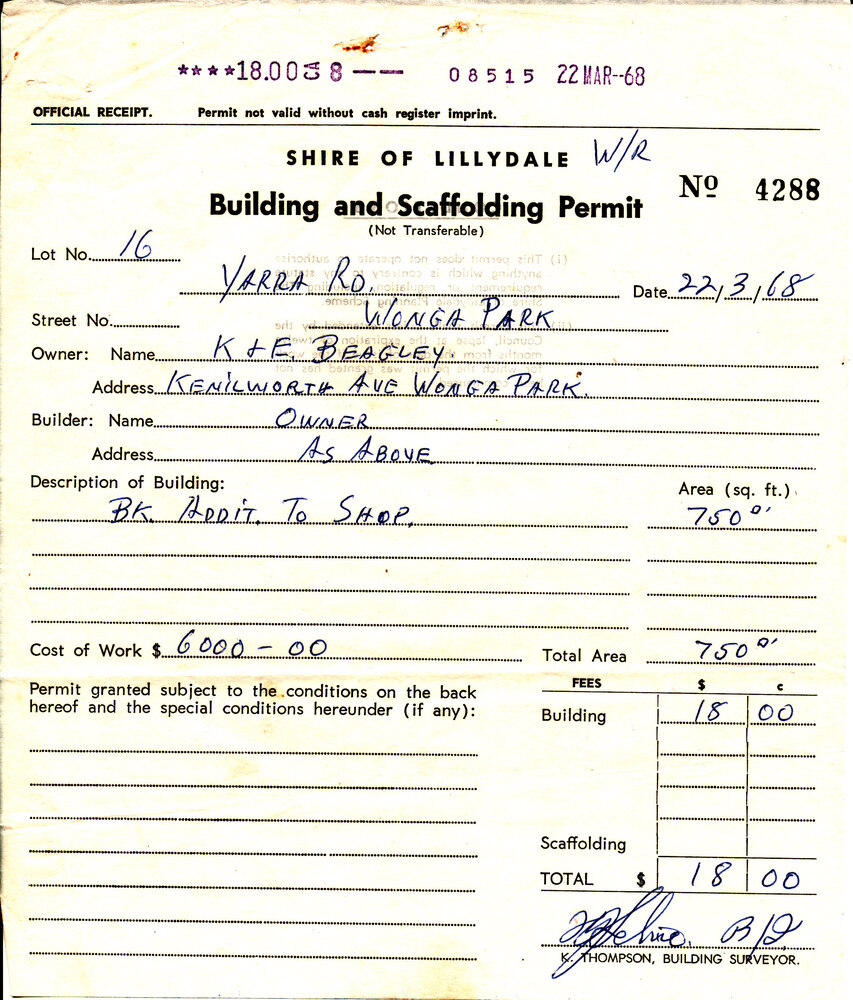 ****18.00 8 -- 08515 22 MAR--68
OFFICIAL RECEIPT. Permit not valid without cash register imprint.
SHIRE OF LILLYDALE W/R
Building and Scaffolding Permit Nº 4288
(Not Transferable)
Lot No. 16
YARRA RD, Date 22/3/68
Street No. WONGA PARK
Owner: Name K & E. BEAGLEY
Address KENILWORTH AVE WONGA PARK.
Builder: Name OWNER
Address AS ABOVE
Description of Building: Area (sq. ft.)
BK. ADDIT. TO SHOP. 750 □'
Cost of Work $ 6000 - 00 Total Area 750 □'
Permit granted subject to the conditions on the back
hereof and the special conditions hereunder (if any):
FEES $ c
Building 18 00
Scaffolding
TOTAL $ 18 00
B/I
K. THOMPSON, BUILDING SURVEYOR.